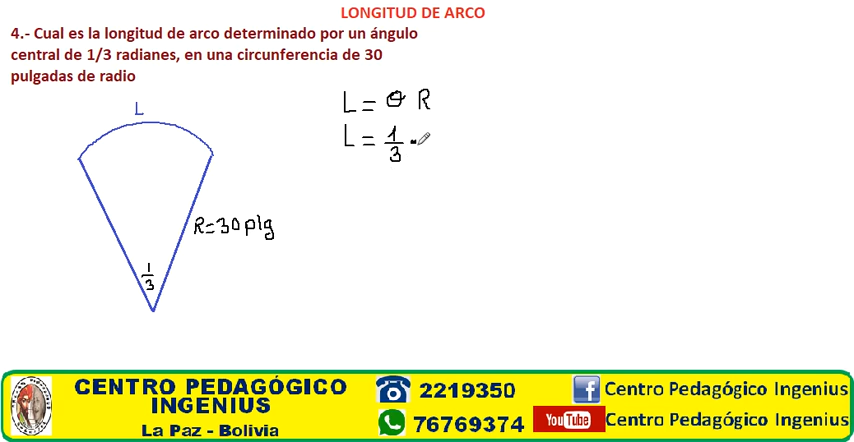 LONGITUD DE ARCO
4.- Cual es la longitud de arco determinado por un ángulo
central de 1/3 radianes, en una circunferencia de 30
pulgadas de radio
L
L = θ R
L = 1/3 .
R=30 plg
1/3
CENTRO PEDAGÓGICO
INGENIUS
La Paz - Bolivia
2219350
76769374
f Centro Pedagógico Ingenius
YouTube Centro Pedagógico Ingenius